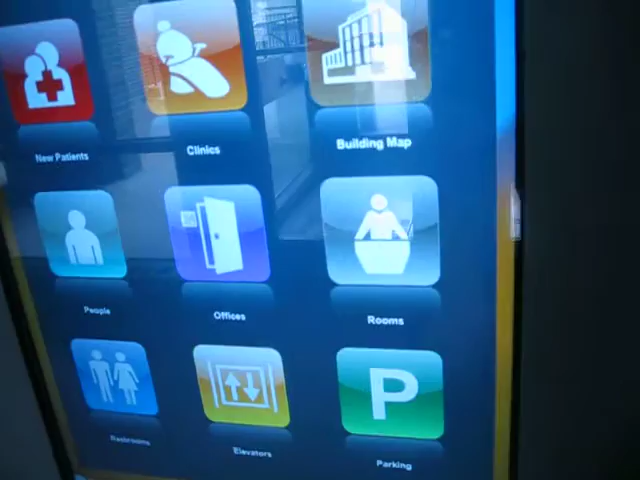 New Patients
Clinics
Building Map
People
Offices
Rooms
Restrooms
Elevators
P
Parking